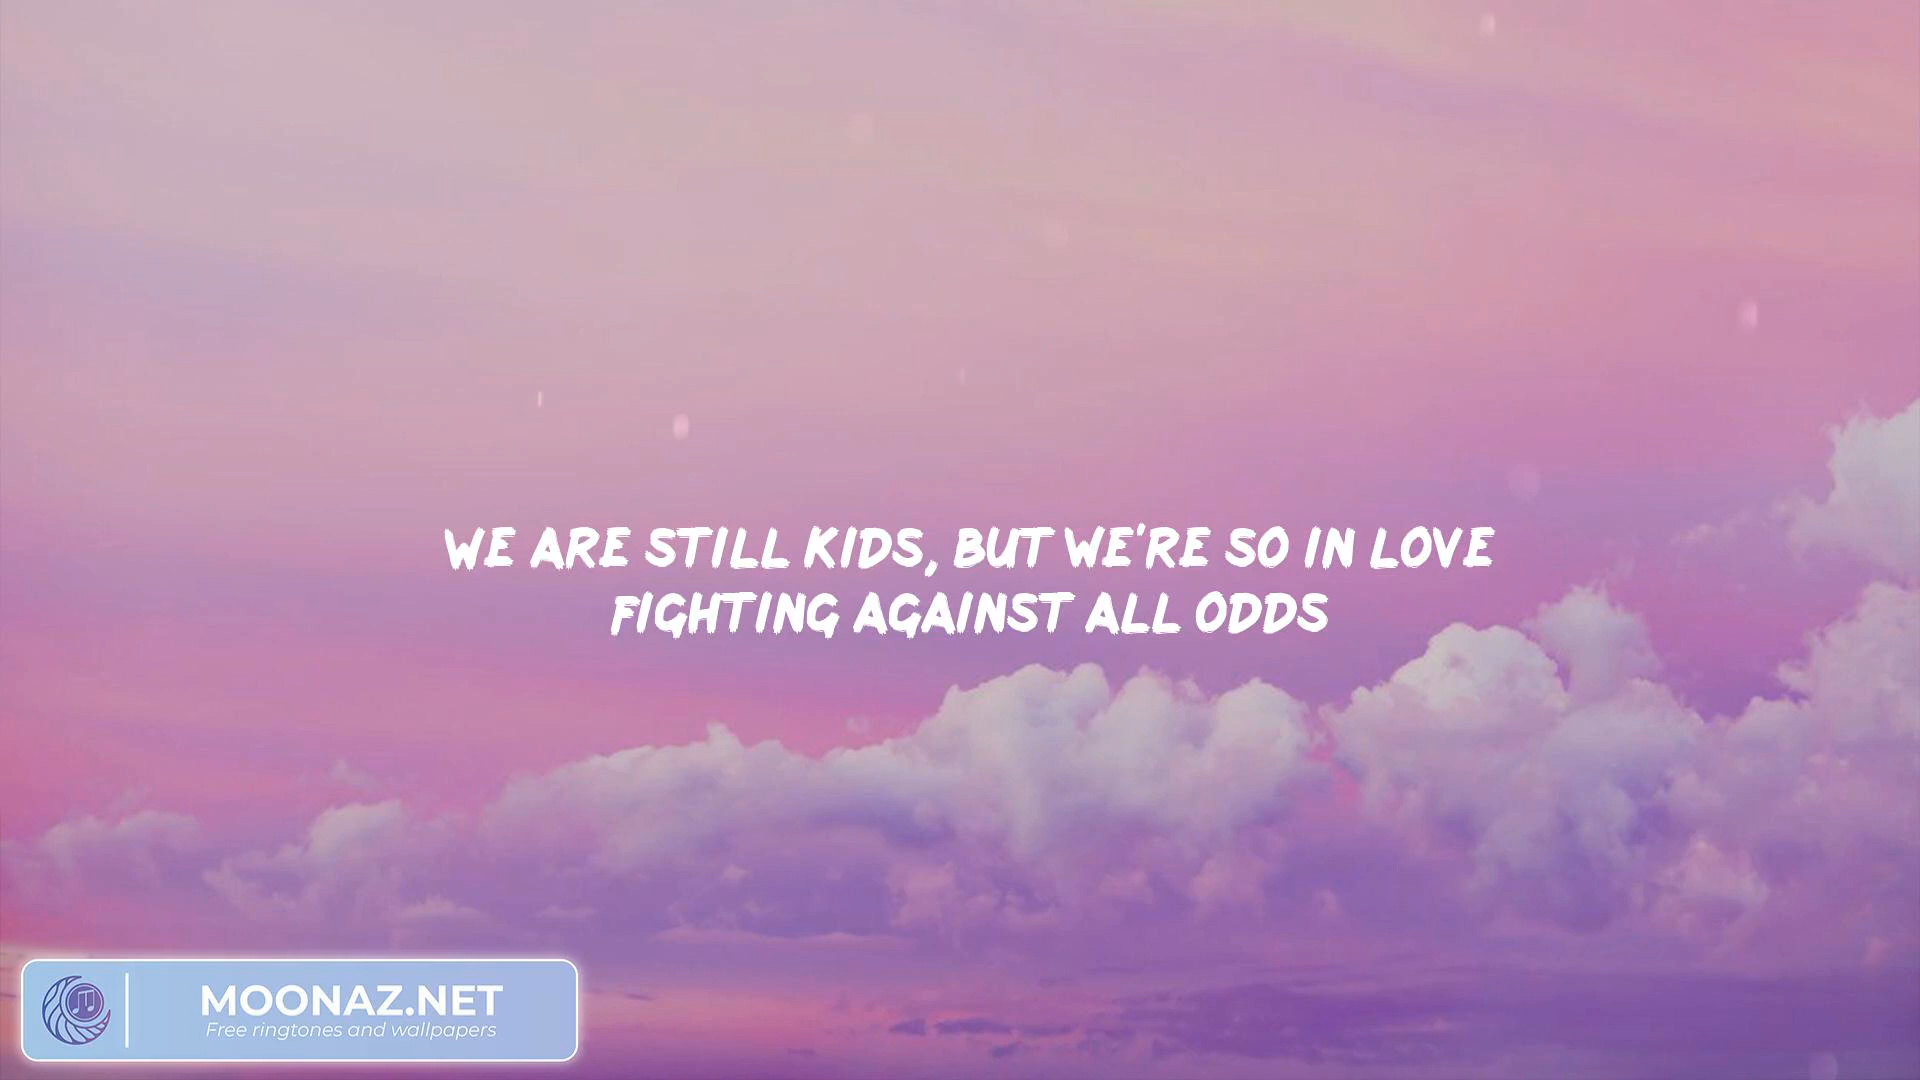 WE ARE STILL KIDS, BUT WE'RE SO IN LOVE
FIGHTING AGAINST ALL ODDS
MOONAZ.NET
Free ringtones and wallpapers